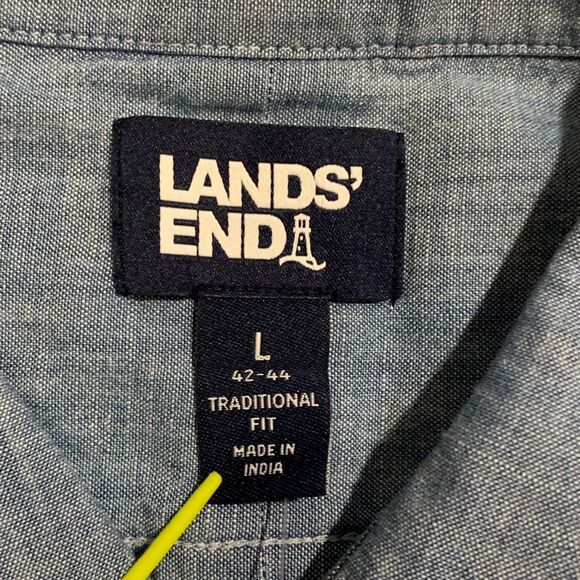 LANDS'
END
L
42-44
TRADITIONAL
FIT
MADE IN
INDIA